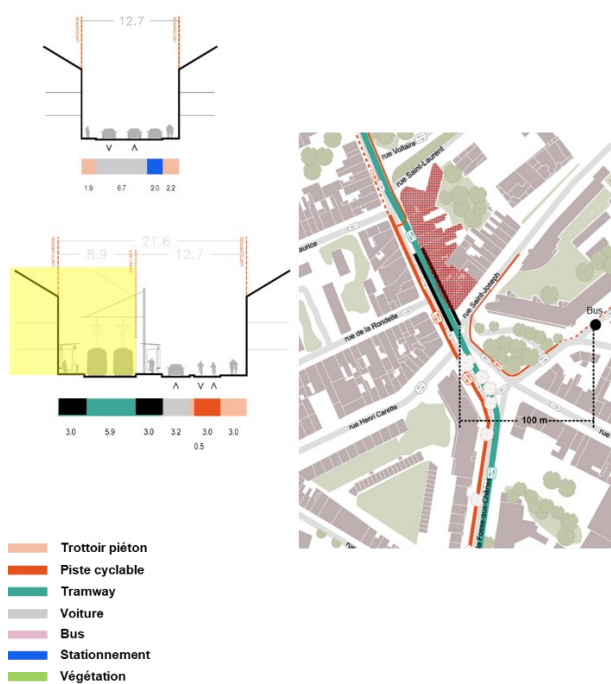 12.7
1.9 6.7 2.0 2.2
21.6
8.9 12.7
3.0 5.9 3.0 3.2 3.0 3.0
0.5
Trottoir piéton
Piste cyclable
Tramway
Voiture
Bus
Stationnement
Végétation
rue Voltaire
rue Saint-Laurent
aurice
rue Saint-Joseph
rue de la Rondelle
Bus
rue Henri Carette
100 m